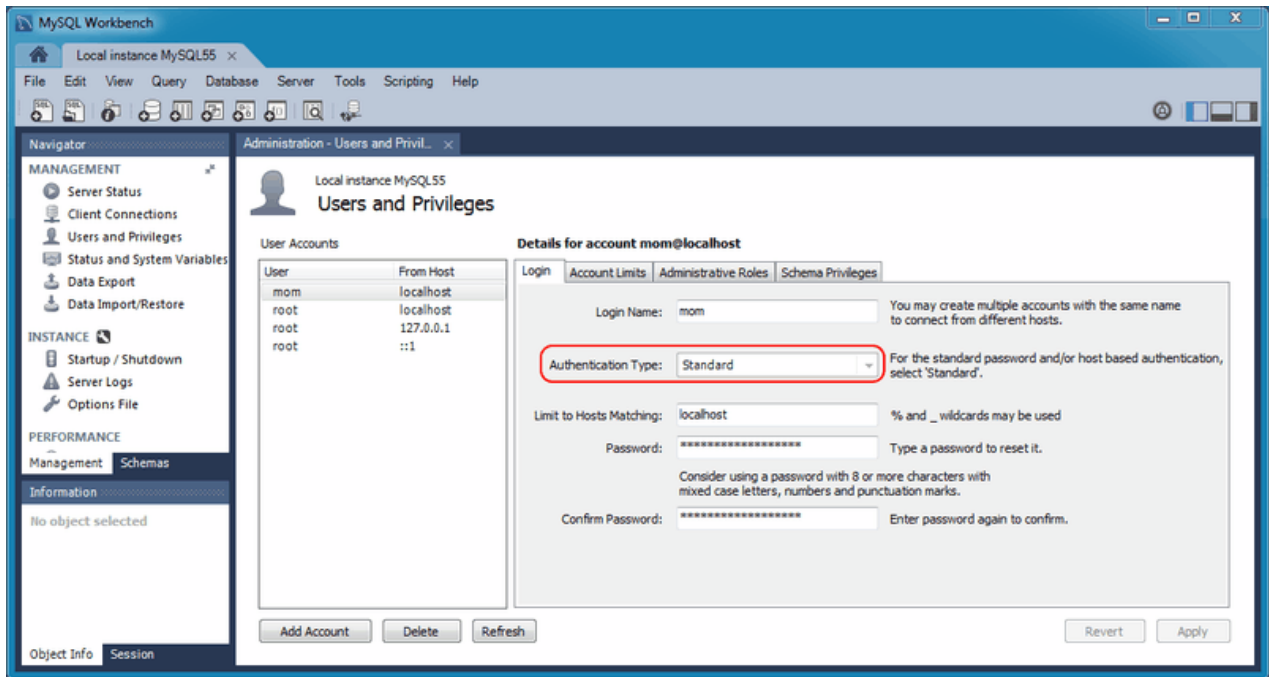 MySQL Workbench
Local instance MySQL55
File Edit View Query Database Server Tools Scripting Help
Navigator
MANAGEMENT
Server Status
Client Connections
Users and Privileges
Status and System Variables
Data Export
Data Import/Restore
INSTANCE
Startup / Shutdown
Server Logs
Options File
PERFORMANCE
Management Schemas
Information
No object selected
Object Info Session
Administration - Users and Privil...
Local instance MySQL55
Users and Privileges
User Accounts
User From Host
mom localhost
root localhost
root 127.0.0.1
root ::1
Add Account Delete Refresh
Details for account mom@localhost
Login Account Limits Administrative Roles Schema Privileges
Login Name: mom You may create multiple accounts with the same name
to connect from different hosts.
Authentication Type: Standard For the standard password and/or host based authentication,
select 'Standard'.
Limit to Hosts Matching: localhost % and _ wildcards may be used
Password: ****************** Type a password to reset it.
Consider using a password with 8 or more characters with
mixed case letters, numbers and punctuation marks.
Confirm Password: ****************** Enter password again to confirm.
Revert Apply